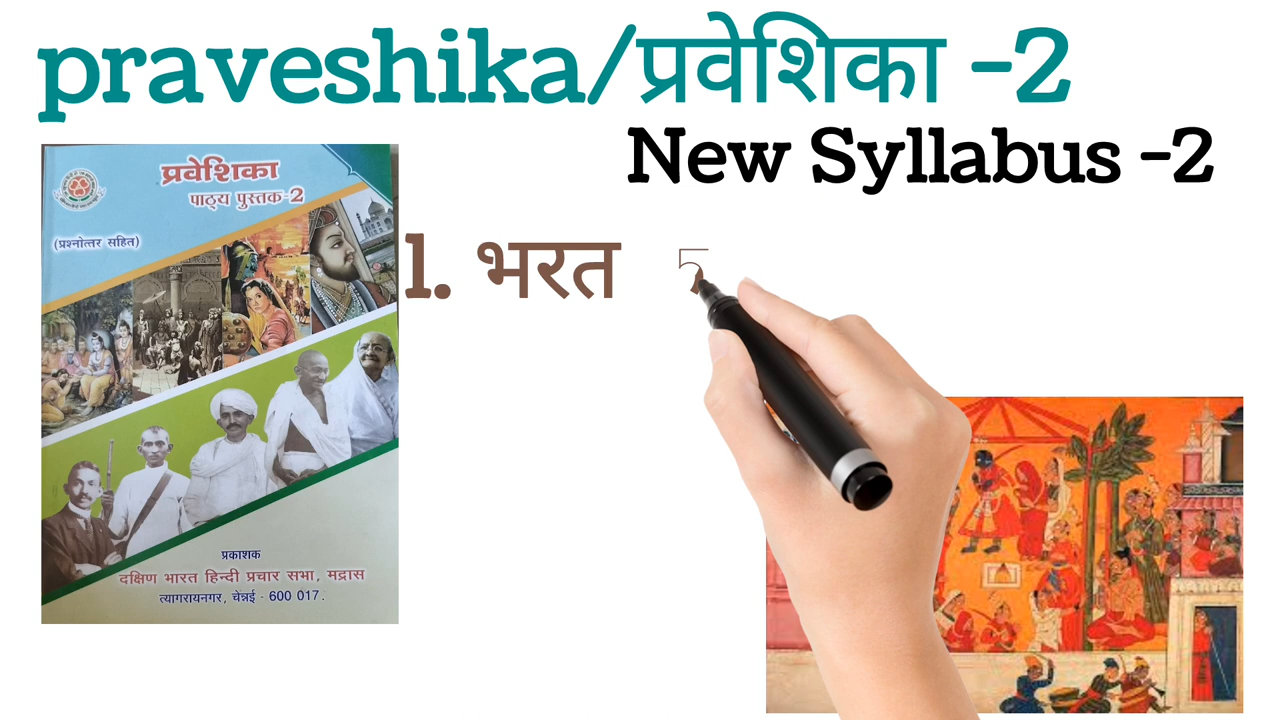 praveshika/प्रवेशिका -2
New Syllabus -2
प्रवेशिका
पाठ्य पुस्तक-2
(प्रश्नोत्तर सहित)
1. भरत
प्रकाशक
दक्षिण भारत हिन्दी प्रचार सभा, मद्रास
त्यागरायनगर, चेन्नई - 600 017.